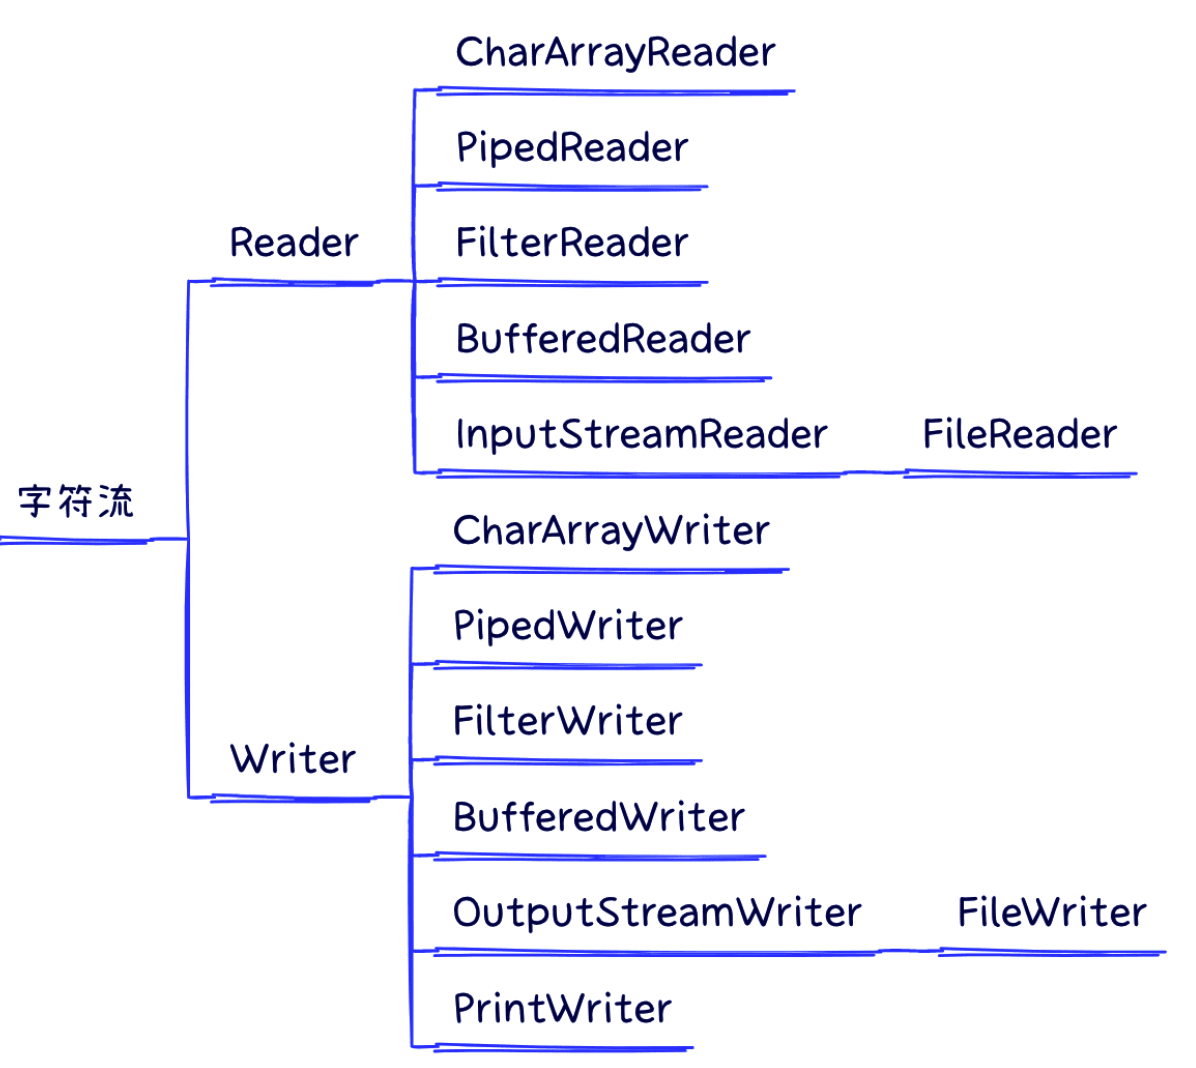 字符流
Reader
CharArrayReader
PipedReader
FilterReader
BufferedReader
InputStreamReader
FileReader
Writer
CharArrayWriter
PipedWriter
FilterWriter
BufferedWriter
OutputStreamWriter
FileWriter
PrintWriter